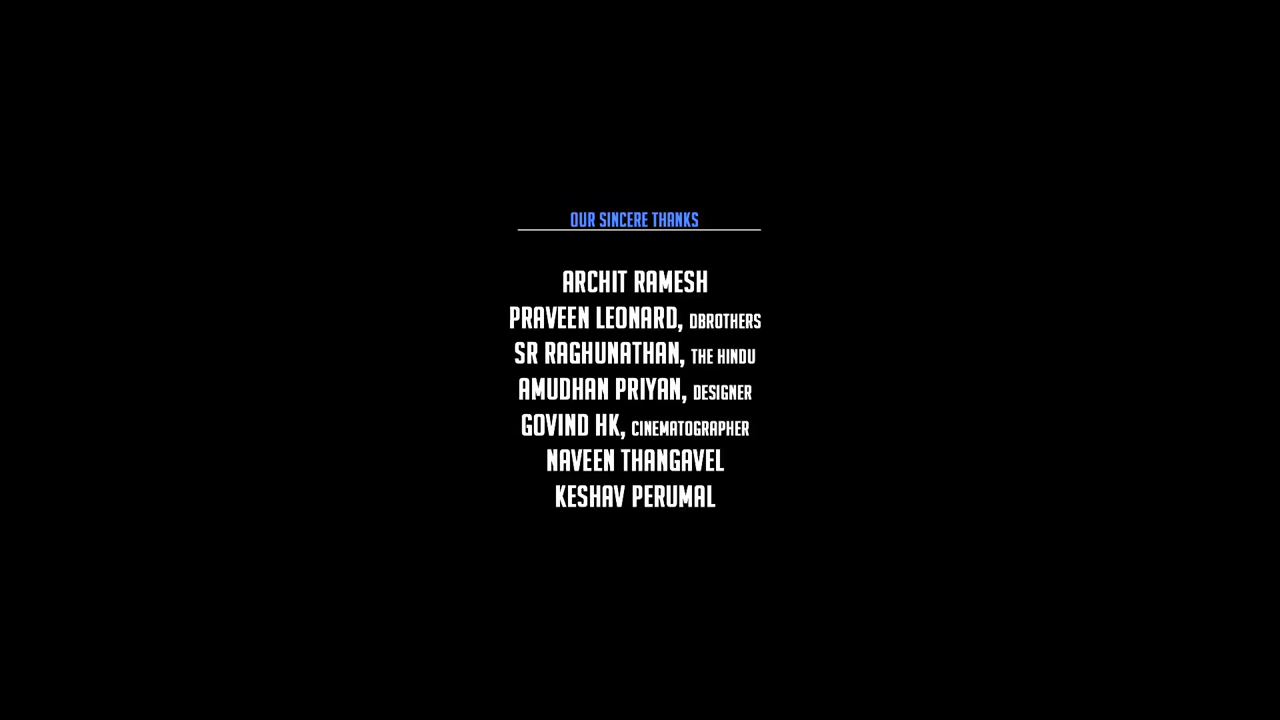 OUR SINCERE THANKS
ARCHIT RAMESH
PRAVEEN LEONARD, DBROTHERS
SR RAGHUNATHAN, THE HINDU
AMUDHAN PRIYAN, DESIGNER
GOVIND HK, CINEMATOGRAPHER
NAVEEN THANGAVEL
KESHAV PERUMAL